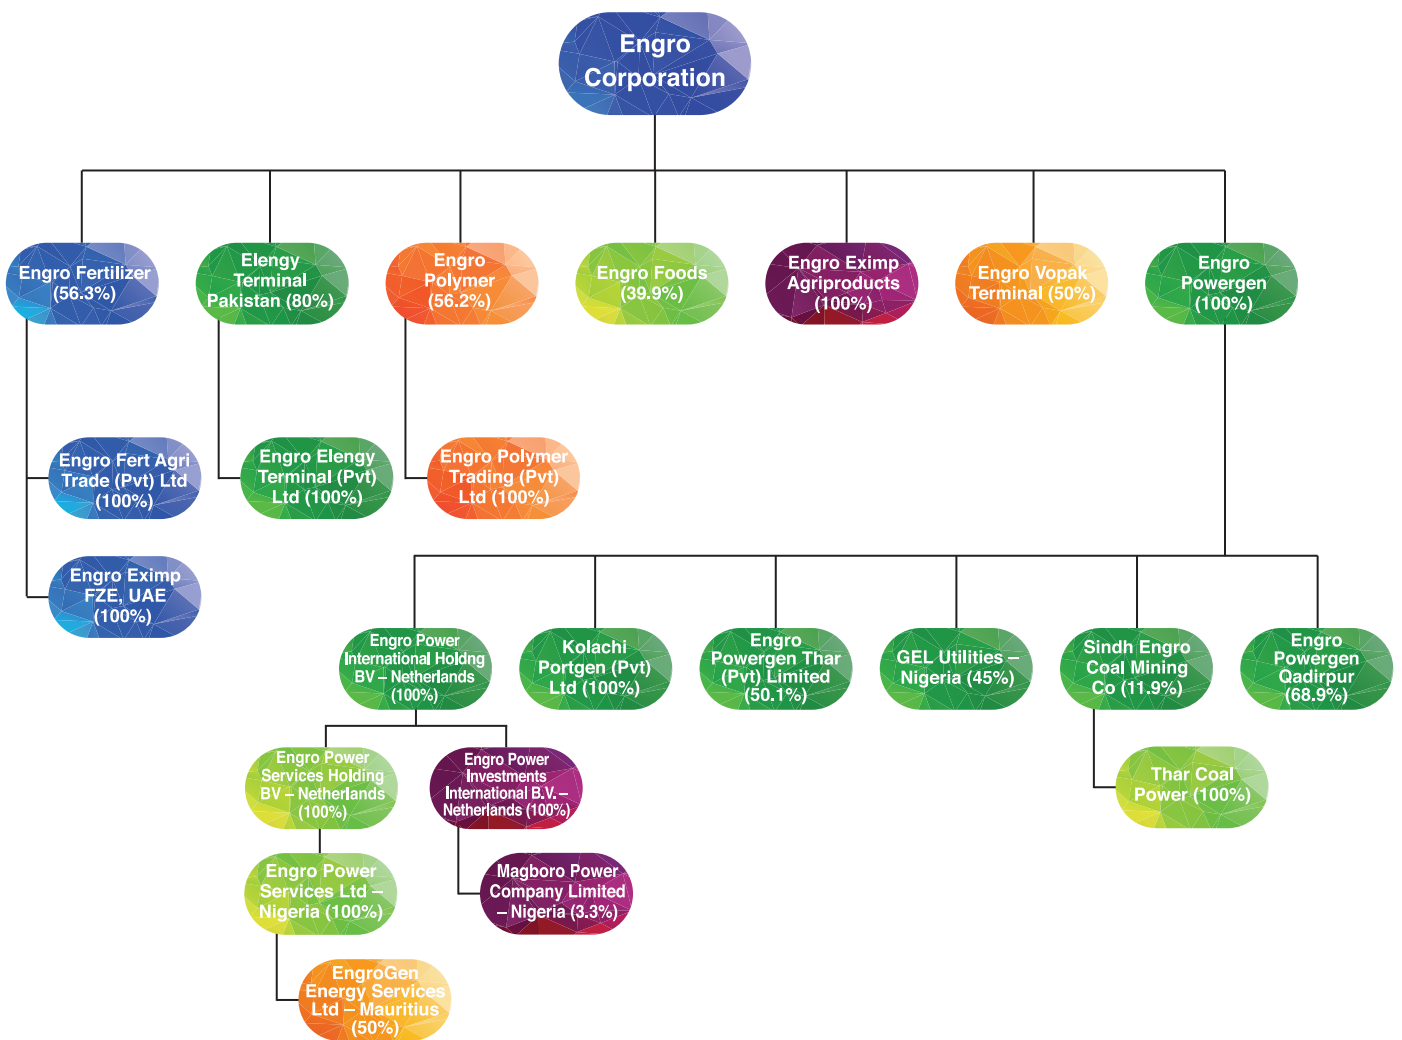 Engro
Corporation
Engro Fertilizer
(56.3%)
Elengy
Terminal
Pakistan (80%)
Engro
Polymer
(56.2%)
Engro Foods
(39.9%)
Engro Eximp
Agriproducts
(100%)
Engro Vopak
Terminal (50%)
Engro
Powergen
(100%)
Engro Fert Agri
Trade (Pvt) Ltd
(100%)
Engro Elengy
Terminal (Pvt)
Ltd (100%)
Engro Polymer
Trading (Pvt)
Ltd (100%)
Engro Eximp
FZE, UAE
(100%)
Engro Power
International Holdng
BV – Netherlands
(100%)
Kolachi
Portgen (Pvt)
Ltd (100%)
Engro
Powergen Thar
(Pvt) Limited
(50.1%)
GEL Utilities –
Nigeria (45%)
Sindh Engro
Coal Mining
Co (11.9%)
Engro
Powergen
Qadirpur
(68.9%)
Engro Power
Services Holding
BV – Netherlands
(100%)
Engro Power
Investments
International B.V. –
Netherlands (100%)
Thar Coal
Power (100%)
Engro Power
Services Ltd –
Nigeria (100%)
Magboro Power
Company Limited
– Nigeria (3.3%)
EngroGen
Energy Services
Ltd – Mauritius
(50%)